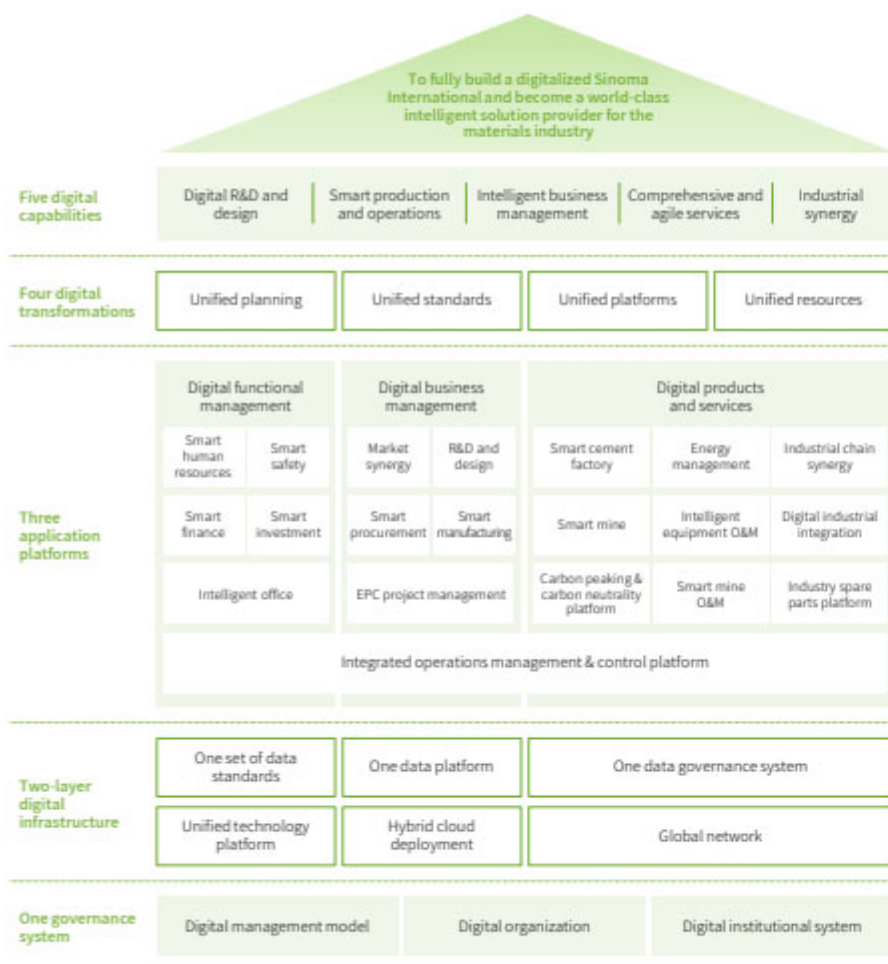 To fully build a digitalized Sinoma
International and become a world-class
intelligent solution provider for the
materials industry
Five digital
capabilities
Digital R&D and
design
Smart production
and operations
Intelligent business
management
Comprehensive and
agile services
Industrial
synergy
Four digital
transformations
Unified planning
Unified standards
Unified platforms
Unified resources
Three
application
platforms
Digital functional
management
Smart
human
resources
Smart
safety
Smart
finance
Smart
investment
Intelligent office
Digital business
management
Market
synergy
R&D and
design
Smart
procurement
Smart
manufacturing
EPC project management
Digital products
and services
Smart cement
factory
Energy
management
Industrial chain
synergy
Smart mine
Intelligent
equipment O&M
Digital industrial
integration
Carbon peaking &
carbon neutrality
platform
Smart mine
O&M
Industry spare
parts platform
Integrated operations management & control platform
Two-layer
digital
infrastructure
One set of data
standards
One data platform
One data governance system
Unified technology
platform
Hybrid cloud
deployment
Global network
One governance
system
Digital management model
Digital organization
Digital institutional system